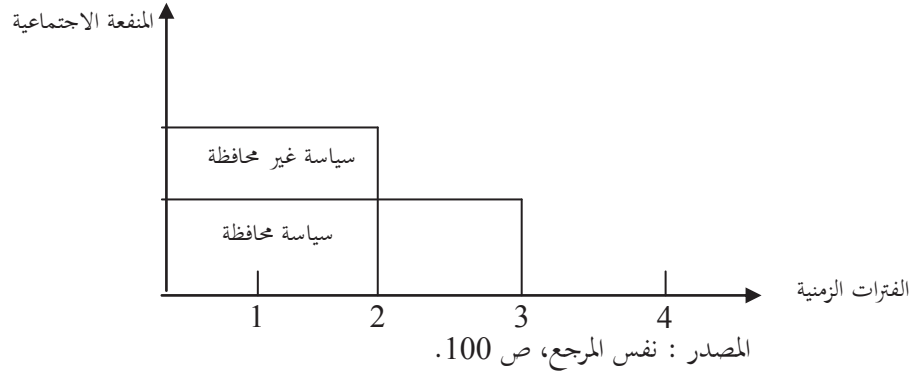 المنفعة الاجتماعية
سياسة غير محافظة
سياسة محافظة
الفترات الزمنية
1 2 3 4
المصدر : نفس المرجع، ص 100.